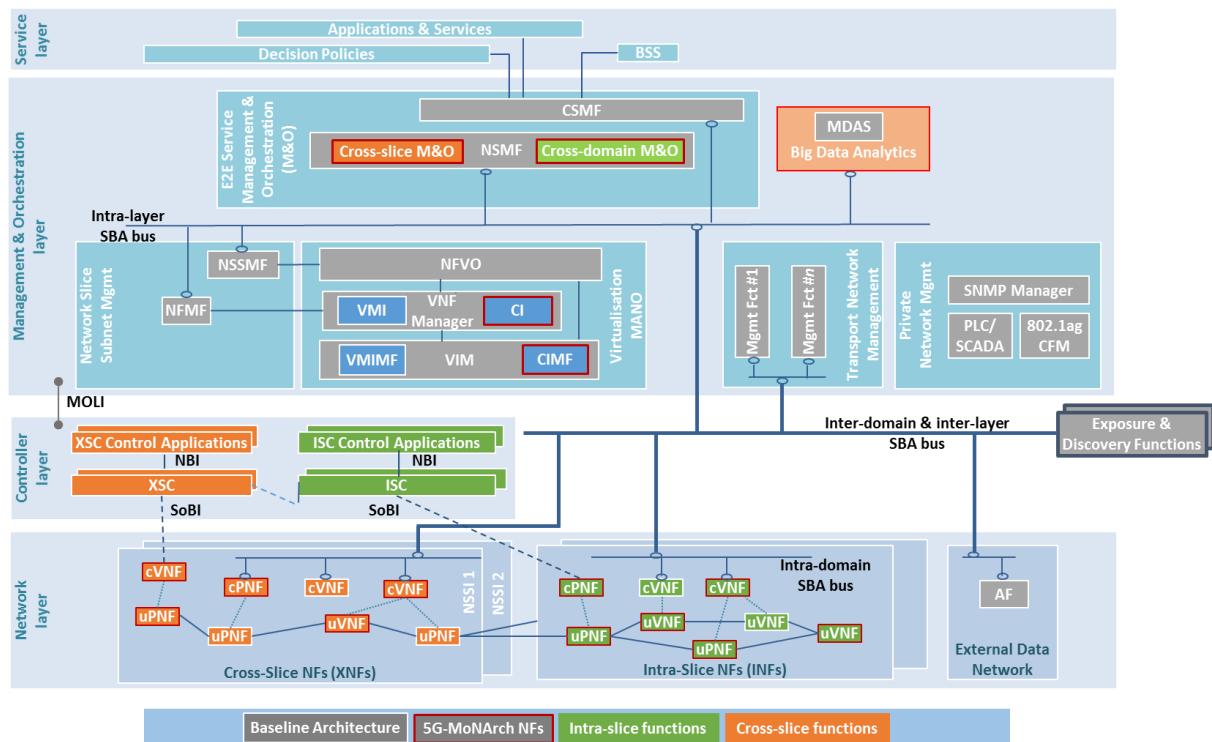 Service
layer
Applications & Services
Decision Policies
BSS
Management & Orchestration
layer
E2E Service
Management &
Orchestration
(M&O)
CSMF
Cross-slice M&O
NSMF
Cross-domain M&O
MDAS
Big Data Analytics
Intra-layer
SBA bus
Network Slice
Subnet Mgmt
NSSMF
NFMF
NFVO
VMI
VNF
Manager
CI
VMIMF
VIM
CIMF
Virtualisation
MANO
Mgmt Fct #1
Mgmt Fct #n
Transport Network
Management
Private
Network Mgmt
SNMP Manager
PLC/
SCADA
802.1ag
CFM
MOLI
Controller
layer
XSC Control Applications
NBI
XSC
SoBI
ISC Control Applications
NBI
ISC
SoBI
Inter-domain & inter-layer
SBA bus
Exposure &
Discovery Functions
Network
layer
cVNF
cPNF
cVNF
cVNF
uPNF
uPNF
uVNF
uPNF
NSSI 1
NSSI 2
Cross-Slice NFs (XNFs)
Intra-domain
SBA bus
cPNF
cVNF
cVNF
uPNF
uVNF
uPNF
uVNF
uVNF
Intra-Slice NFs (INFs)
AF
External Data
Network
Baseline Architecture
5G-MoNArch NFs
Intra-slice functions
Cross-slice functions